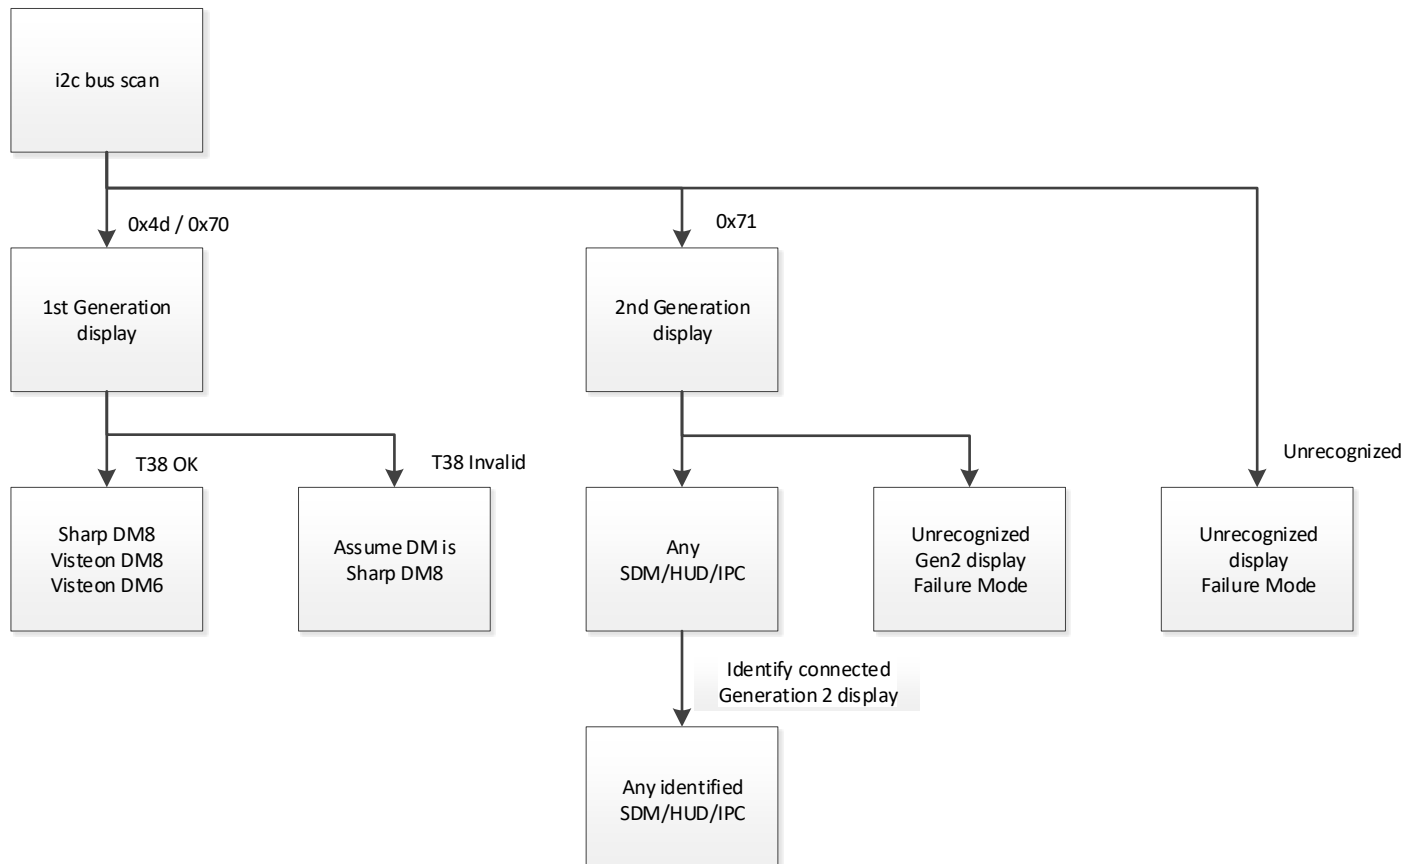 i2c bus scan
0x4d / 0x70
0x71
1st Generation
display
2nd Generation
display
T38 OK
T38 Invalid
Unrecognized
Sharp DM8
Visteon DM8
Visteon DM6
Assume DM is
Sharp DM8
Any
SDM/HUD/IPC
Unrecognized
Gen2 display
Failure Mode
Unrecognized
display
Failure Mode
Identify connected
Generation 2 display
Any identified
SDM/HUD/IPC